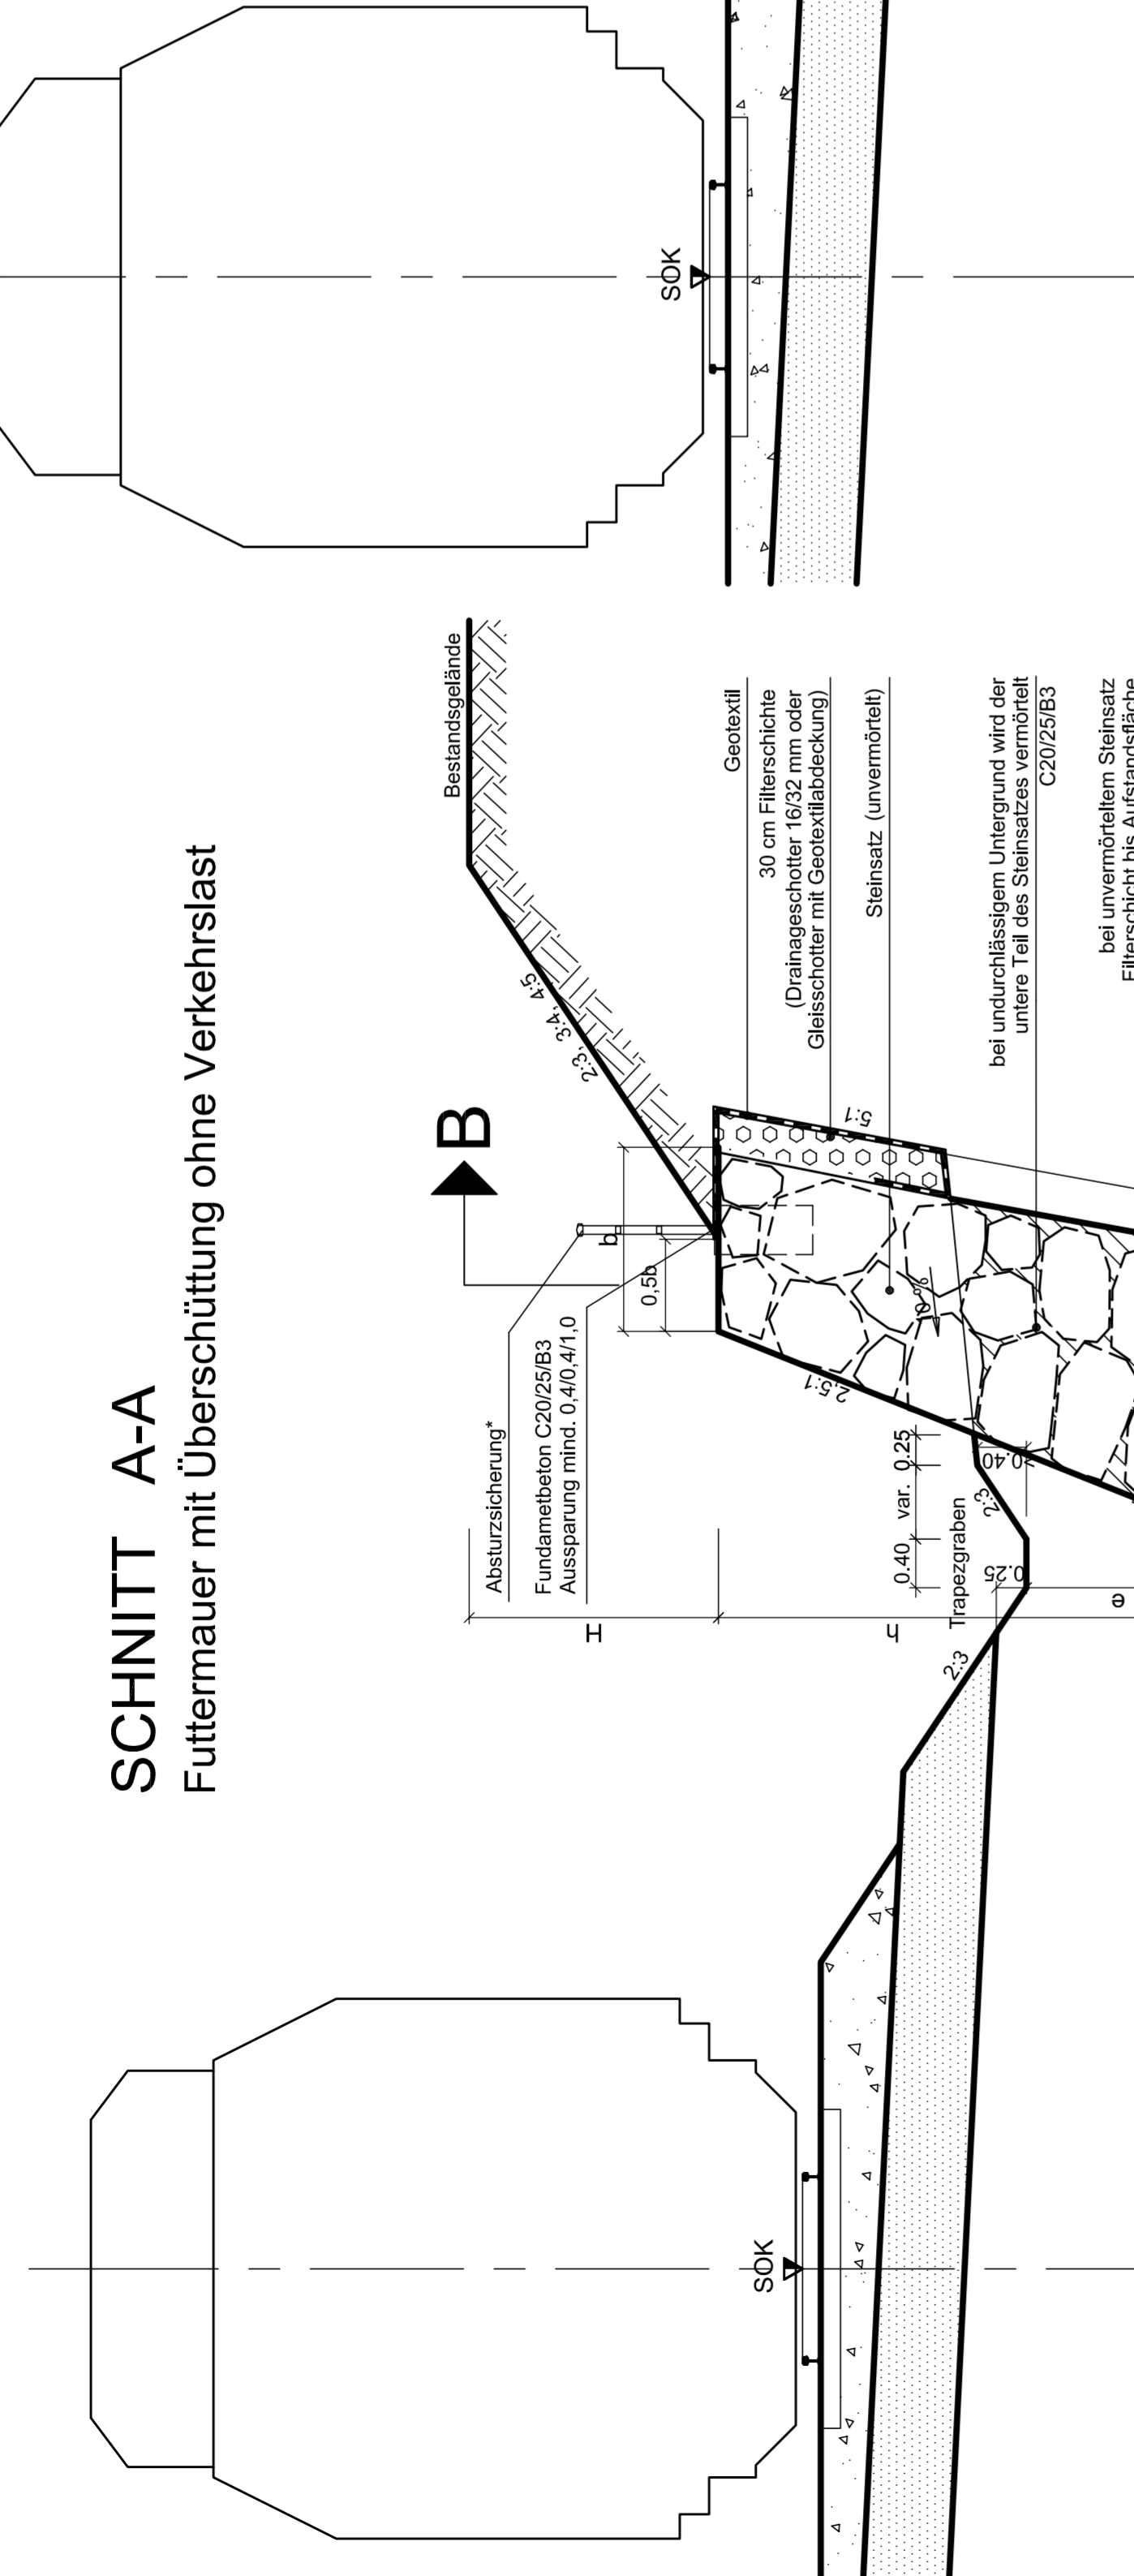 SCHNITT A-A
Futtermauer mit Überschüttung ohne Verkehrslast
Bestandsgelände
B
2:3, 3:4, 4:5
Absturzsicherung*
Fundametbeton C20/25/B3
Aussparung mind. 0,4/0,4/1,0
b
0,5b
H
h
e
SOK
SOK
Geotextil
30 cm Filterschichte
(Drainageschotter 16/32 mm oder
Gleisschotter mit Geotextilabdeckung)
Steinsatz (unvermörtelt)
5:1
2,5:1
0.40 var. 0.25
Trapezgraben
2:3
2:3
0.25
>0.40
bei undurchlässigem Untergrund wird der
untere Teil des Steinsatzes vermörtelt
C20/25/B3
bei unvermörteltem Steinsatz
Filterschicht bis Aufstandsfläche